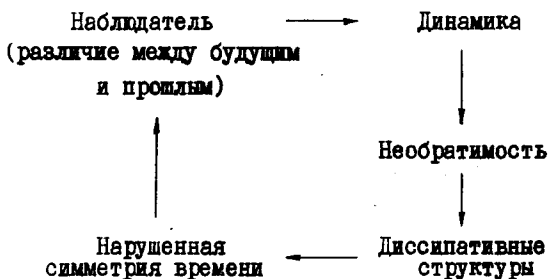 Наблюдатель
(различие между будущим
и прошлым)
Динамика
Необратимость
Диссипативные
структуры
Нарушенная
симметрия времени